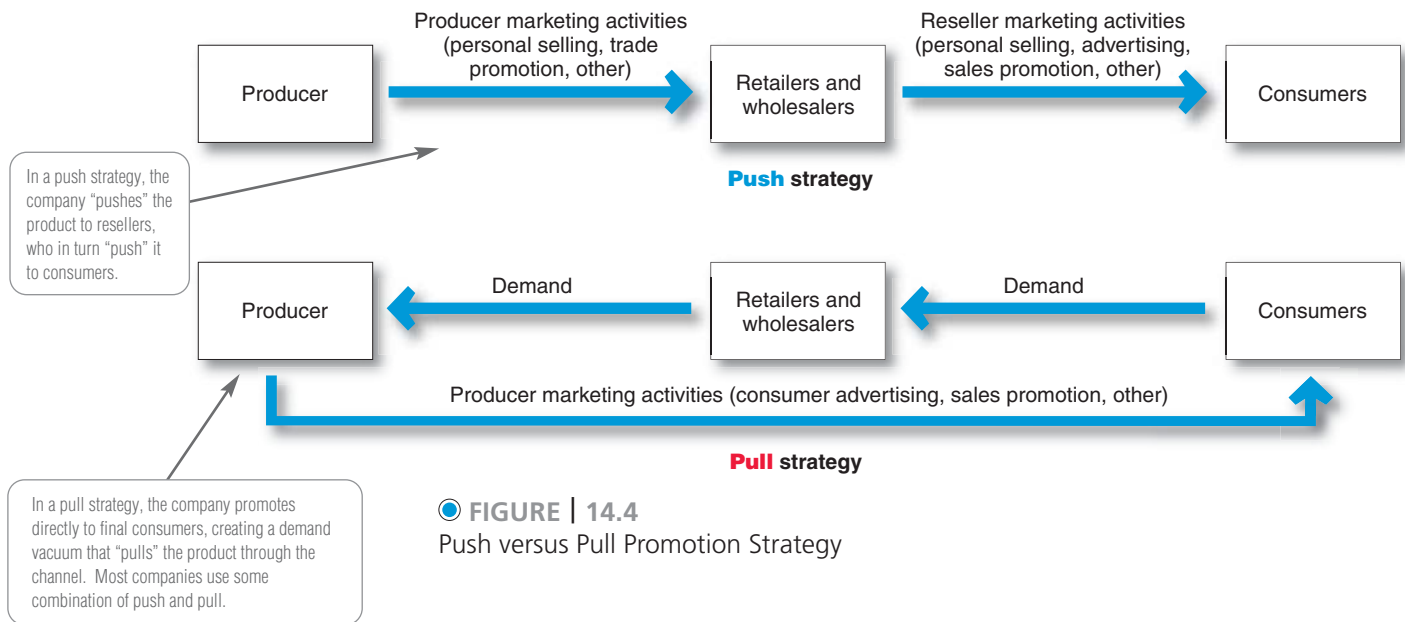 Producer marketing activities
(personal selling, trade
promotion, other)
Reseller marketing activities
(personal selling, advertising,
sales promotion, other)
Producer
Retailers and
wholesalers
Consumers
In a push strategy, the
company “pushes” the
product to resellers,
who in turn “push” it
to consumers.
Push strategy
Producer
Demand
Retailers and
wholesalers
Demand
Consumers
Producer marketing activities (consumer advertising, sales promotion, other)
Pull strategy
In a pull strategy, the company promotes
directly to final consumers, creating a demand
vacuum that “pulls” the product through the
channel. Most companies use some
combination of push and pull.
FIGURE | 14.4
Push versus Pull Promotion Strategy